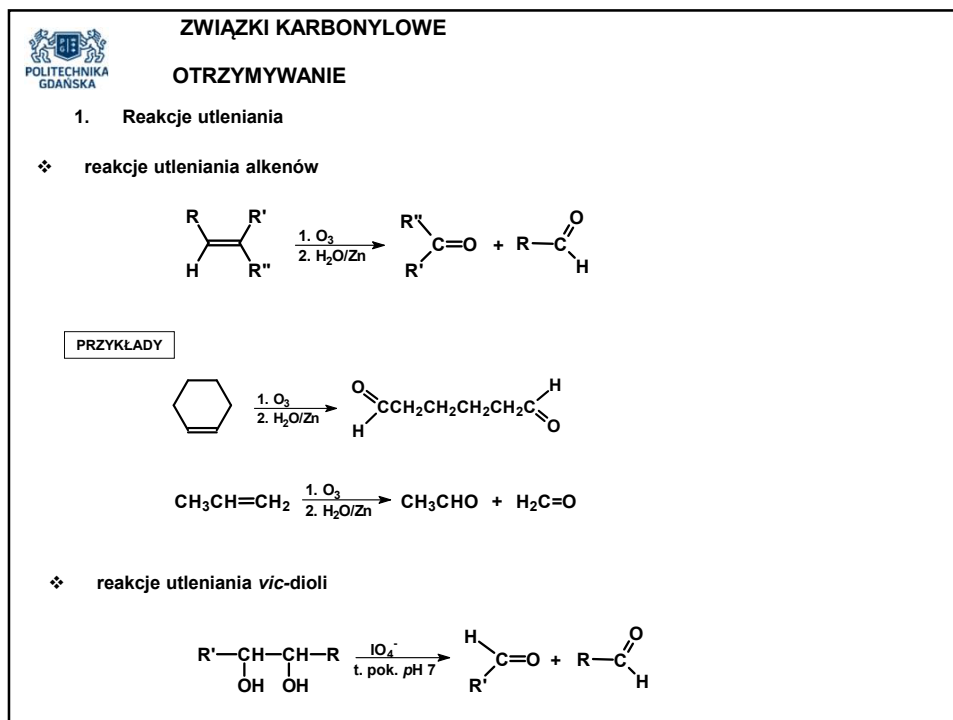 ZWIĄZKI KARBONYLOWE
POLITECHNIKA
GDAŃSKA
OTRZYMYWANIE
1. Reakcje utleniania
❖ reakcje utleniania alkenów
R R' H R"
1. O₃
2. H₂O/Zn
R" R' C=O + R—C O H
PRZYKŁADY
1. O₃
2. H₂O/Zn
O H CCH₂CH₂CH₂CH₂C H O
CH₃CH=CH₂
1. O₃
2. H₂O/Zn
CH₃CHO + H₂C=O
❖ reakcje utleniania vic-dioli
R'—CH—CH—R
OH OH
IO₄⁻
t. pok. pH 7
H R' C=O + R—C O H